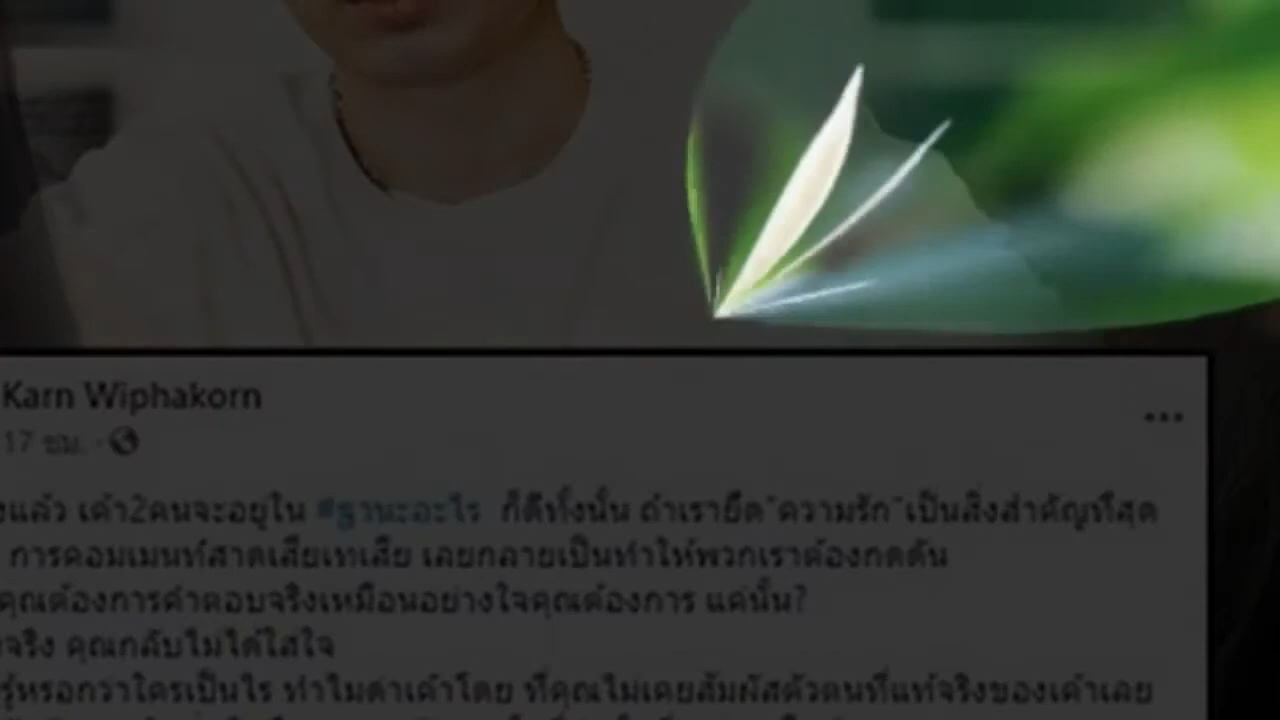 Karn Wiphakorn
17 ชม.
งแล้ว เค้า2คนจะอยู่ใน #ฐานะอะไร ก็ดีทั้งนั้น ถ้าเรายึด"ความรัก"เป็นสิ่งสำคัญที่สุด
การคอมเมนท์สาดเสียเทเสีย เลยกลายเป็นทำให้พวกเราต้องกดดัน
คุณต้องการคำตอบจริงเหมือนอย่างใจคุณต้องการ แค่นั้น?
จริง คุณกลับไม่ได้ใส่ใจ
รู้หรอกว่าใครเป็นไร ทำไมด่าเค้าโดย ที่คุณไม่เคยสัมผัสตัวตนที่แท้จริงของเค้าเลย